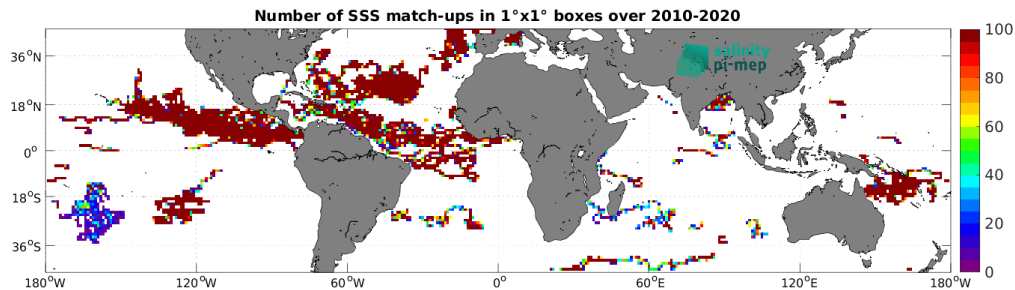 Number of SSS match-ups in 1°x1° boxes over 2010-2020
36°N
18°N
0°
18°S
36°S
180°W
120°W
60°W
0°
60°E
120°E
180°W
salinity
pi-mep
100
80
60
40
20
0